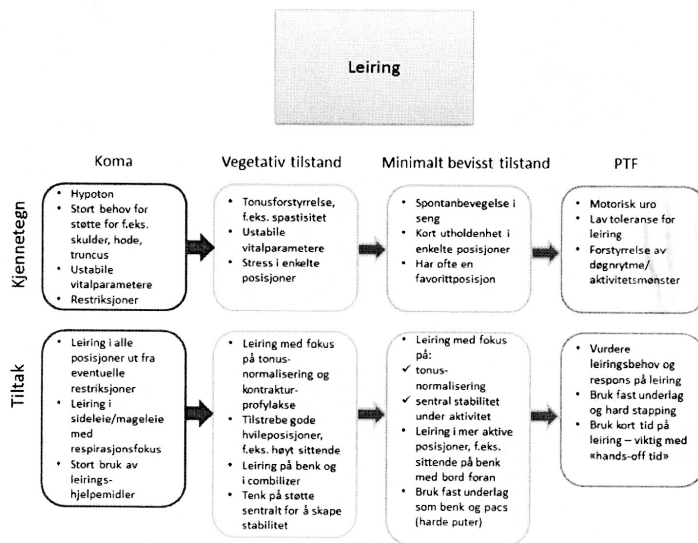 Leiring
Koma
Vegetativ tilstand
Minimalt bevisst tilstand
PTF
Kjennetegn
• Hypoton
• Stort behov for
støtte for f.eks.
skulder, hode,
truncus
• Ustabile
vitalparametere
• Restriksjoner
• Tonusforstyrrelse,
f.eks. spastisitet
• Ustabile
vitalparametere
• Stress i enkelte
posisjoner
• Spontanbevegelse i
seng
• Kort utholdenhet i
enkelte posisjoner
• Har ofte en
favorittposisjon
• Motorisk uro
• Lav toleranse for
leiring
• Forstyrrelse av
døgnrytme/
aktivitetsmønster
Tiltak
• Leiring i alle
posisjoner ut fra
eventuelle
restriksjoner
• Leiring i
sideleie/mageleie
med
respirasjonsfokus
• Stort bruk av
leirings-
hjelpemidler
• Leiring med fokus
på tonus-
normalisering og
kontraktur-
profylakse
• Tilstrebe gode
hvileposisjoner,
f.eks. høyt sittende
• Leiring på benk og
i combilizer
• Tenk på støtte
sentralt for å skape
stabilitet
• Leiring med fokus
på:
✓ tonus-
normalisering
✓ sentral stabilitet
under aktivitet
• Leiring i mer aktive
posisjoner, f.eks.
sittende på benk
med bord foran
• Bruk fast underlag
som benk og pacs
(harde puter)
• Vurdere
leiringsbehov og
respons på leiring
• Bruk fast underlag
og hard stapping
• Bruk kort tid på
leiring – viktig med
«hands-off tid»